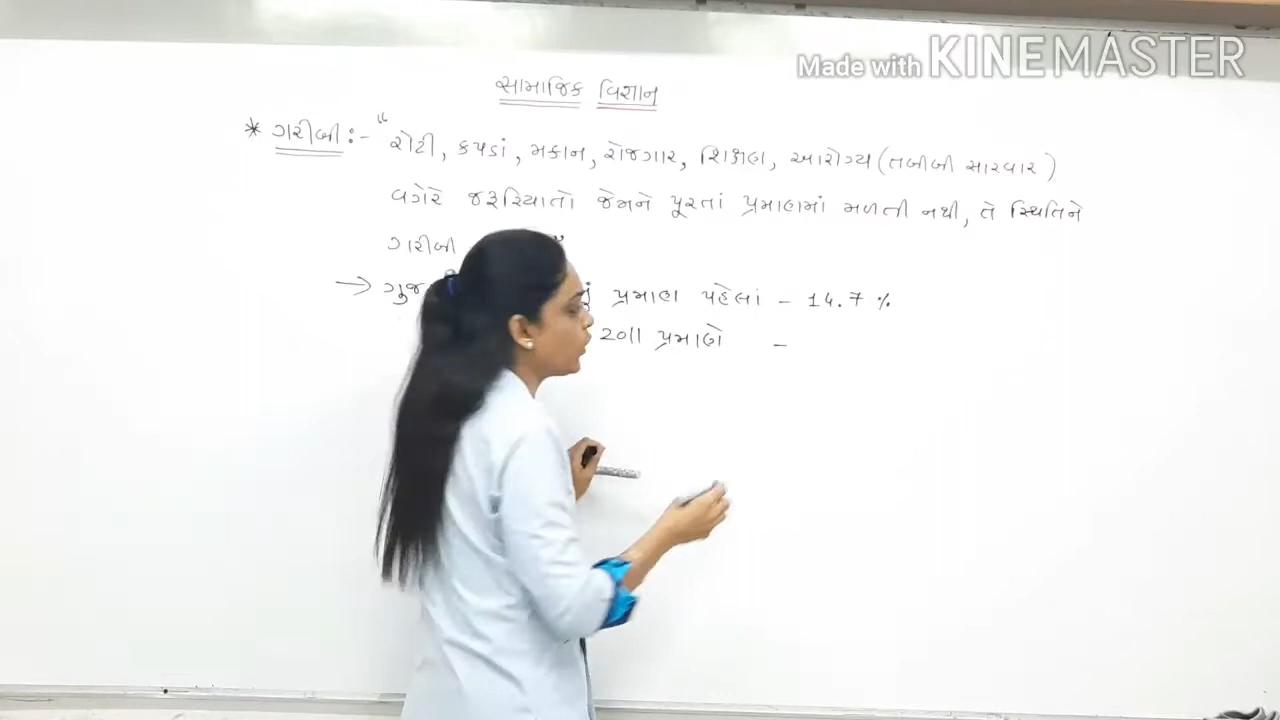 Made with KINEMASTER
સામાજિક વિજ્ઞાન
* ગરીબી :- " રોટી, કપડાં, મકાન, રોજગાર, શિક્ષણ, આરોગ્ય (તબીબી સારવાર)
વગેરે જરૂરિયાતો જેમને પૂરતાં પ્રમાણમાં મળતી નથી, તે સ્થિતિને
ગરીબી "
→ પ્રમાણ પહેલાં - 14.7 %
2011 પ્રમાણે -